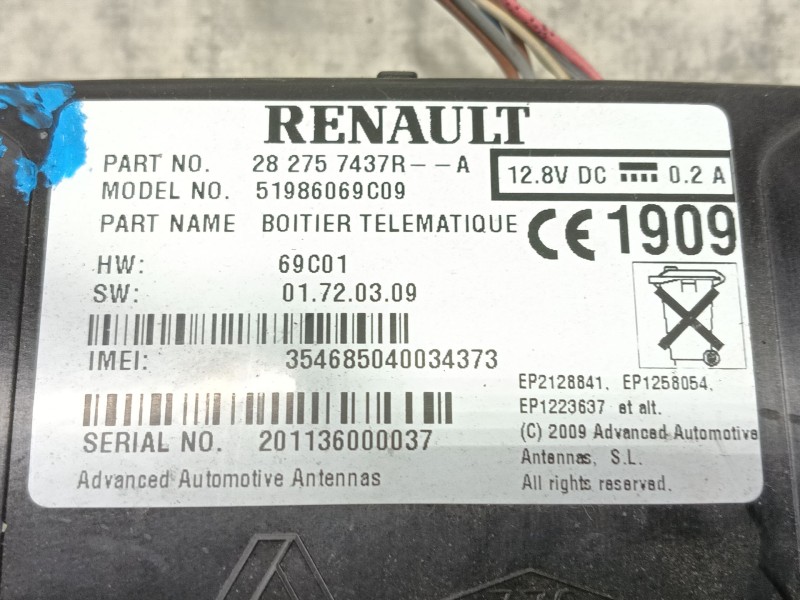 RENAULT
PART NO. 28 275 7437R--A
12.8V DC 0.2 A
MODEL NO. 51986069C09
PART NAME BOITIER TELEMATIQUE
CE 1909
HW: 69C01
SW: 01.72.03.09
IMEI: 354685040034373
EP2128841, EP1258054,
EP1223637 et alt.
SERIAL NO. 201136000037
(C) 2009 Advanced Automotive
Antennas, S.L.
All rights reserved.
Advanced Automotive Antennas